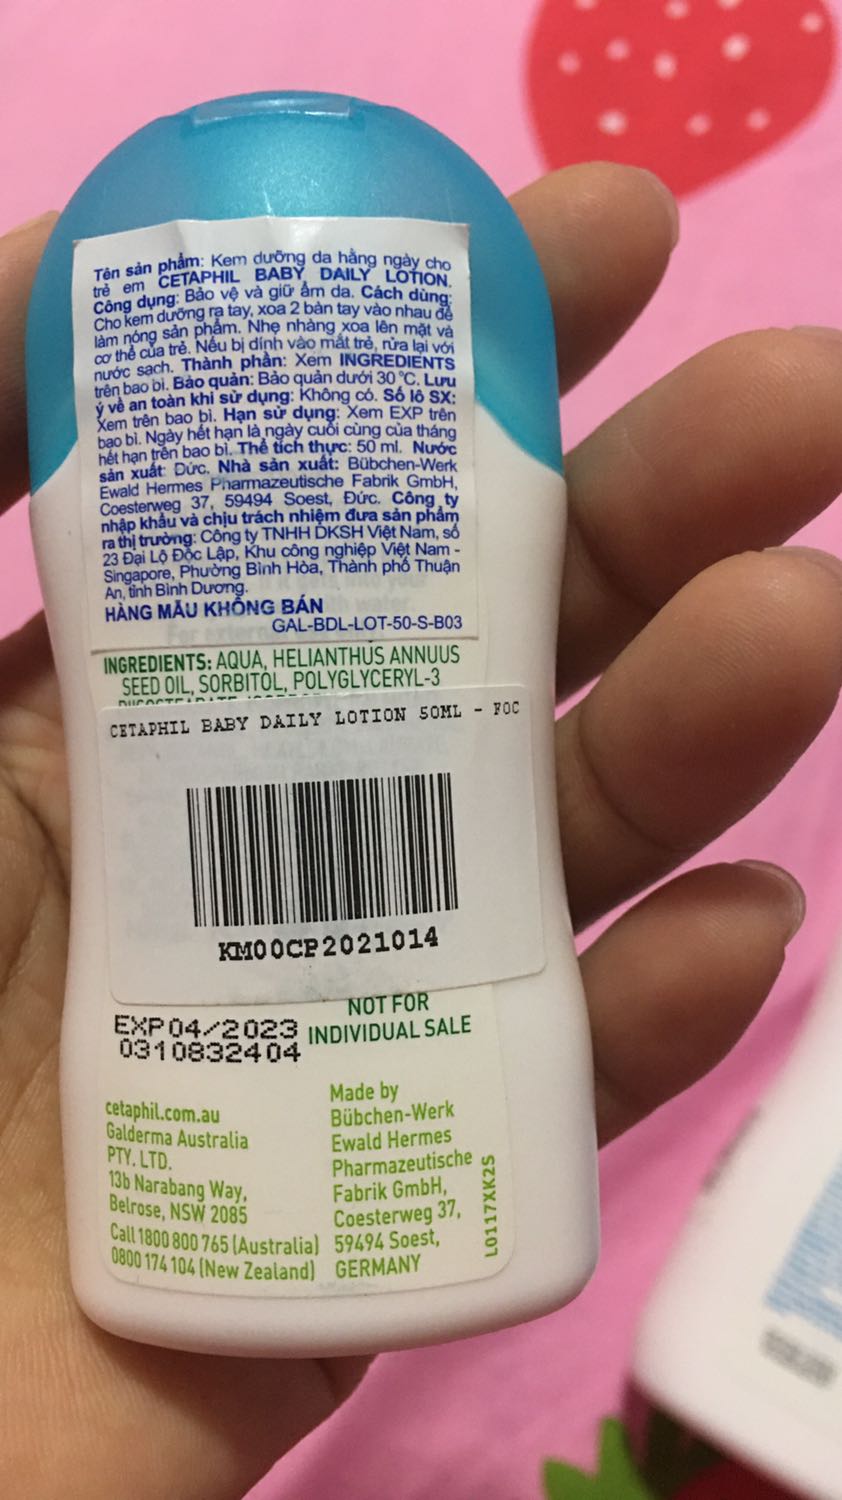 Tên sản phẩm: Kem dưỡng da hằng ngày cho
trẻ em CETAPHIL BABY DAILY LOTION.
Công dụng: Bảo vệ và giữ ẩm da. Cách dùng:
Cho kem dưỡng ra tay, xoa 2 bàn tay vào nhau để
làm nóng sản phẩm. Nhẹ nhàng xoa lên mặt và
cơ thể của trẻ. Nếu bị dính vào mắt trẻ, rửa lại với
nước sạch. Thành phần: Xem INGREDIENTS
trên bao bì. Bảo quản: Bảo quản dưới 30 °C. Lưu
ý về an toàn khi sử dụng: Không có. Số lô SX:
Xem trên bao bì. Hạn sử dụng: Xem EXP trên
bao bì. Ngày hết hạn là ngày cuối cùng của tháng
hết hạn trên bao bì. Thể tích thực: 50 ml. Nước
sản xuất: Đức. Nhà sản xuất: Bübchen-Werk
Ewald Hermes Pharmazeutische Fabrik GmbH,
Coesterweg 37, 59494 Soest, Đức. Công ty
nhập khẩu và chịu trách nhiệm đưa sản phẩm
ra thị trường: Công ty TNHH DKSH Việt Nam, số
23 Đại Lộ Độc Lập, Khu công nghiệp Việt Nam -
Singapore, Phường Bình Hòa, Thành phố Thuận
An, tỉnh Bình Dương.
HÀNG MẪU KHÔNG BÁN
GAL-BDL-LOT-50-S-B03
INGREDIENTS: AQUA, HELIANTHUS ANNUUS
SEED OIL, SORBITOL, POLYGLYCERYL-3
CETAPHIL BABY DAILY LOTION 50ML - FOC
KM00CP2021014
NOT FOR
INDIVIDUAL SALE
EXP04/2023
0310832404
cetaphil.com.au
Galderma Australia
PTY. LTD.
13b Narabang Way,
Belrose, NSW 2085
Call 1800 800 765 (Australia)
0800 174 104 (New Zealand)
Made by
Bübchen-Werk
Ewald Hermes
Pharmazeutische
Fabrik GmbH,
Coesterweg 37,
59494 Soest,
GERMANY
L0117XK2S